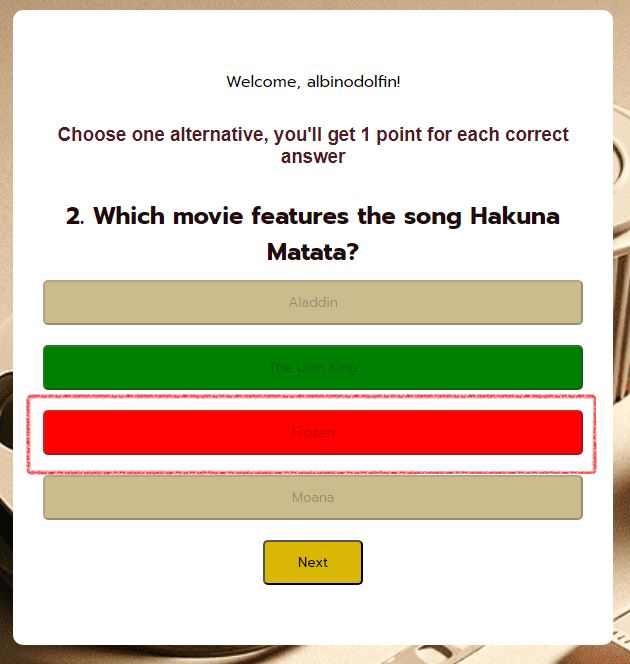 Welcome, albinodolfin!
Choose one alternative, you'll get 1 point for each correct
answer
2. Which movie features the song Hakuna
Matata?
Aladdin
The Lion King
Frozen
Moana
Next